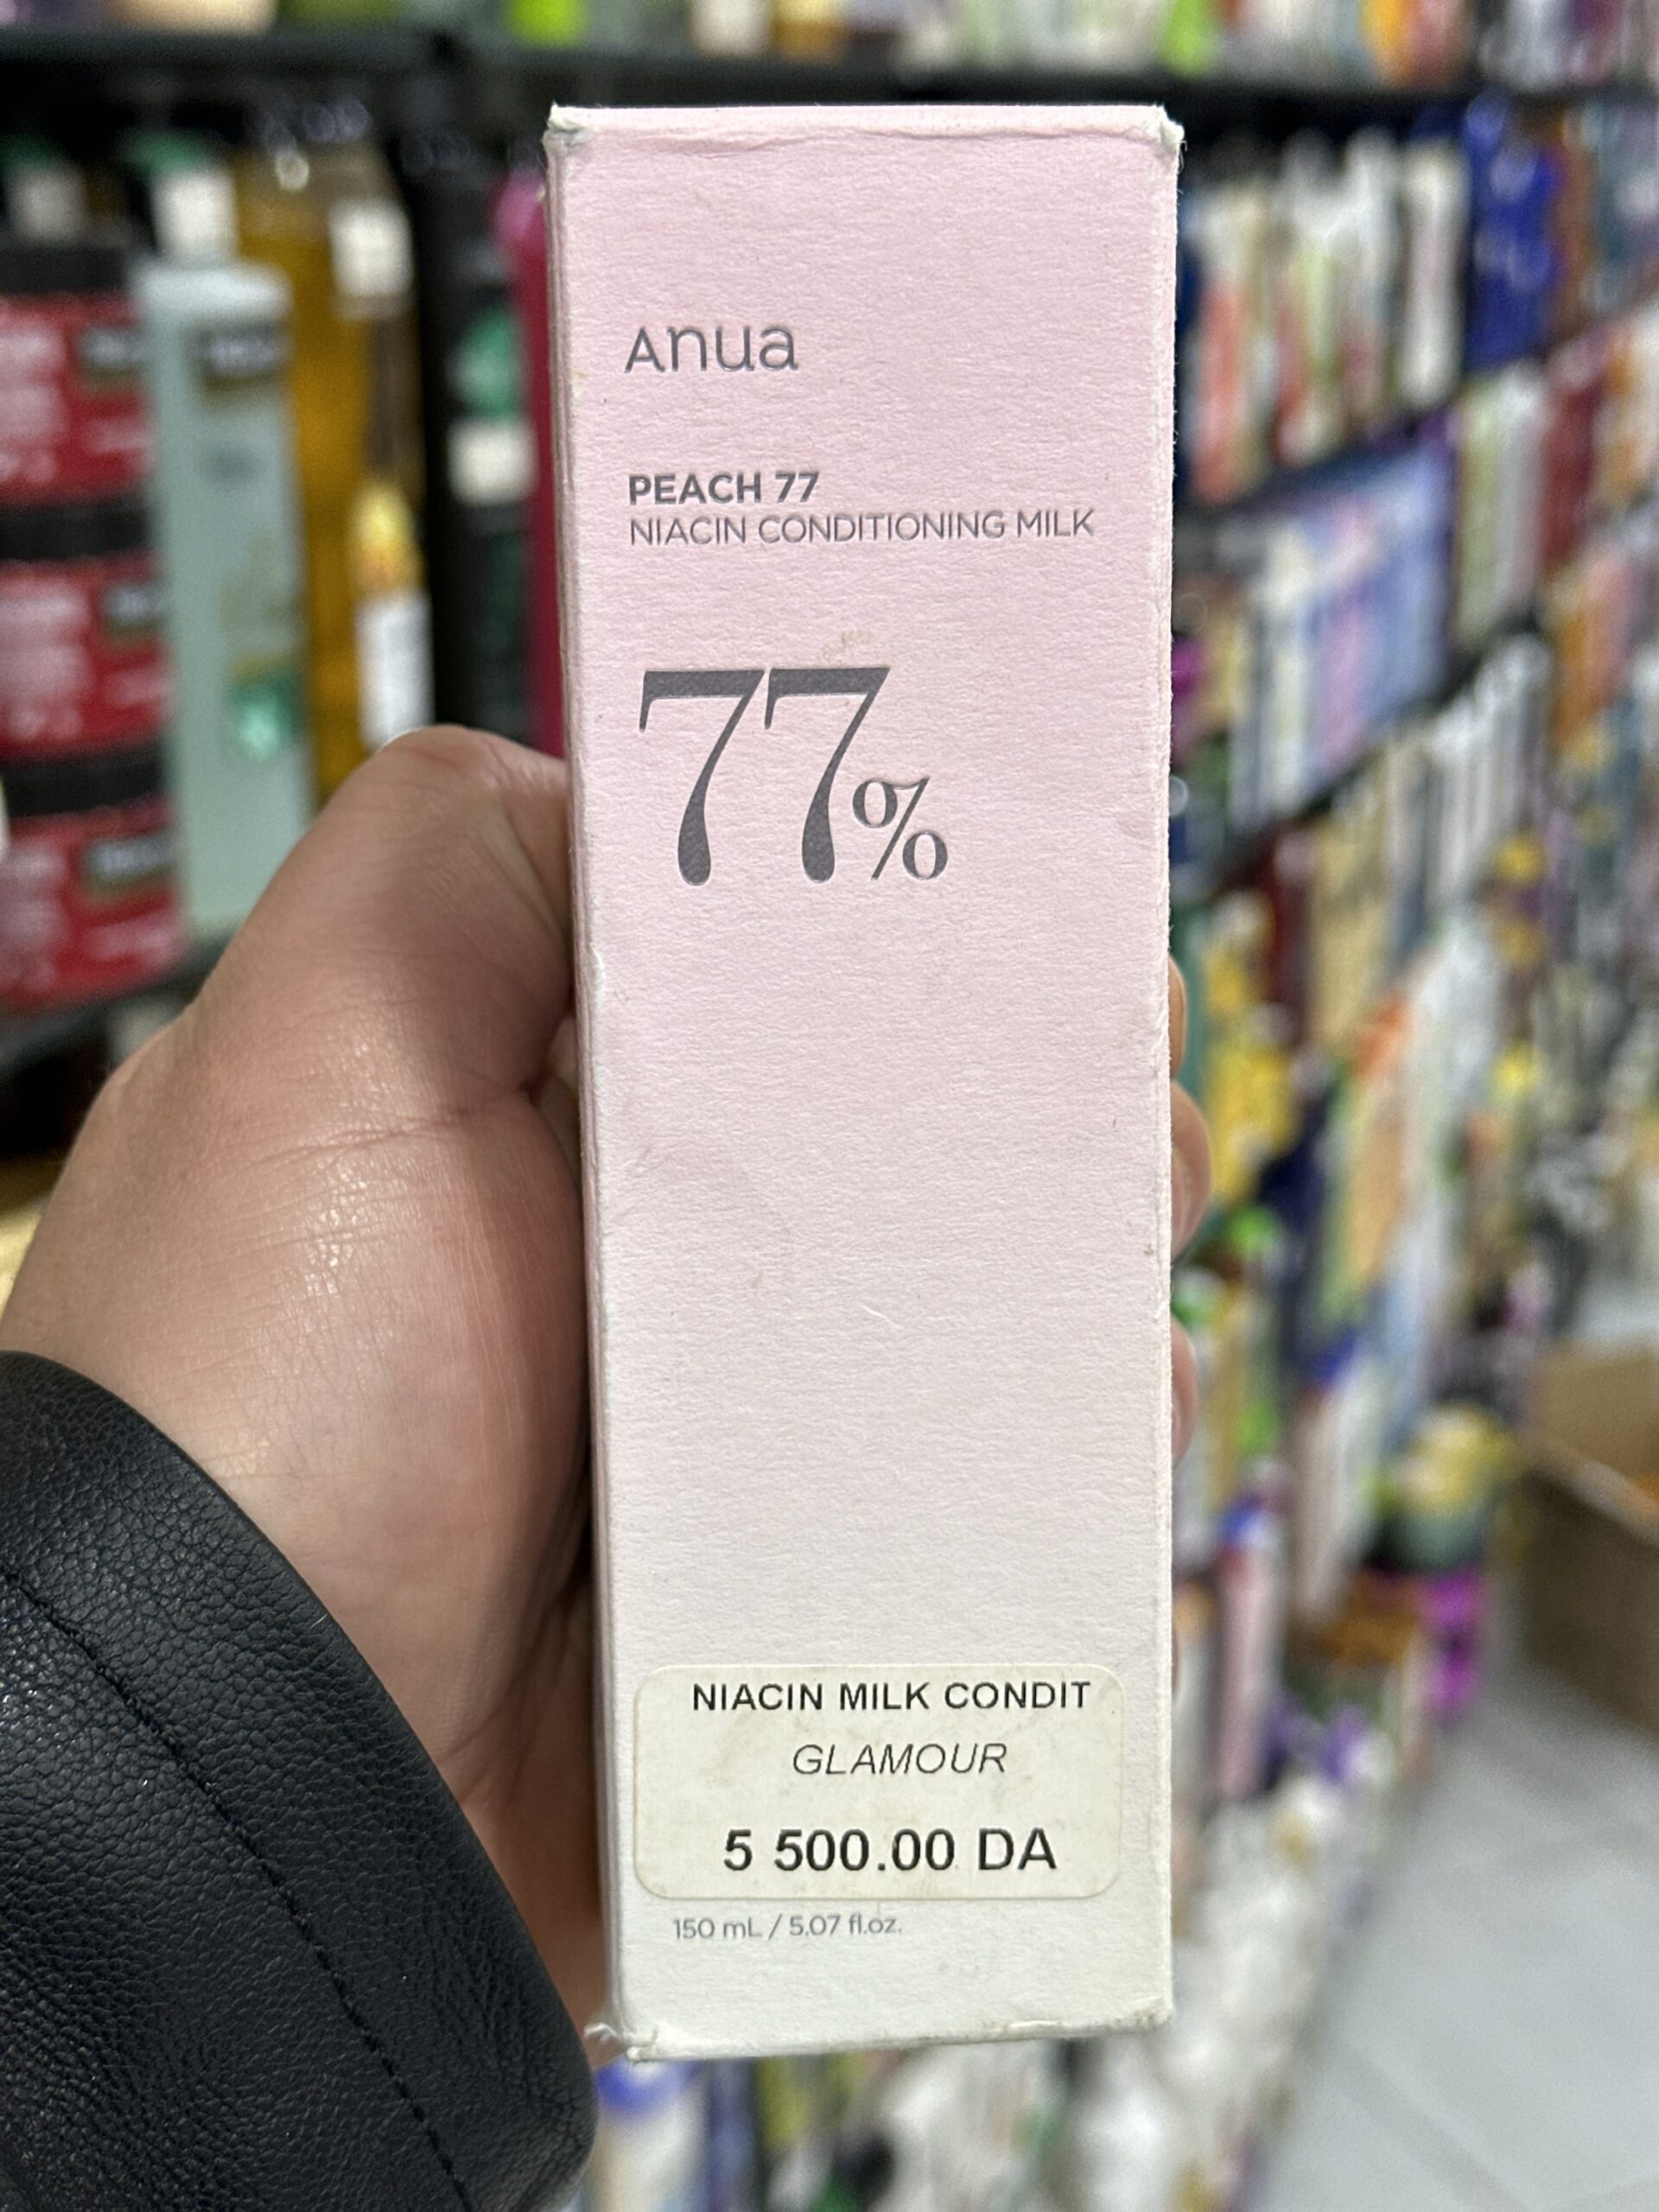 Anua
PEACH 77
NIACIN CONDITIONING MILK
77%
NIACIN MILK CONDIT
GLAMOUR
5 500.00 DA
150 mL / 5.07 fl.oz.